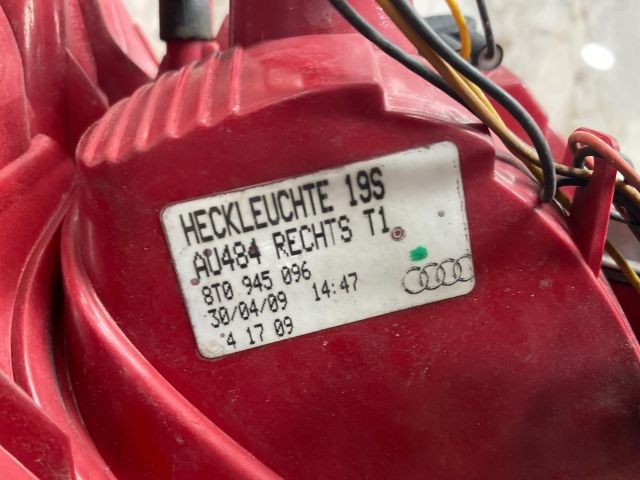 HECKLEUCHTE 19S
AU484 RECHTS T1
8T0 945 096
30/04/09 14:47
4 17 09